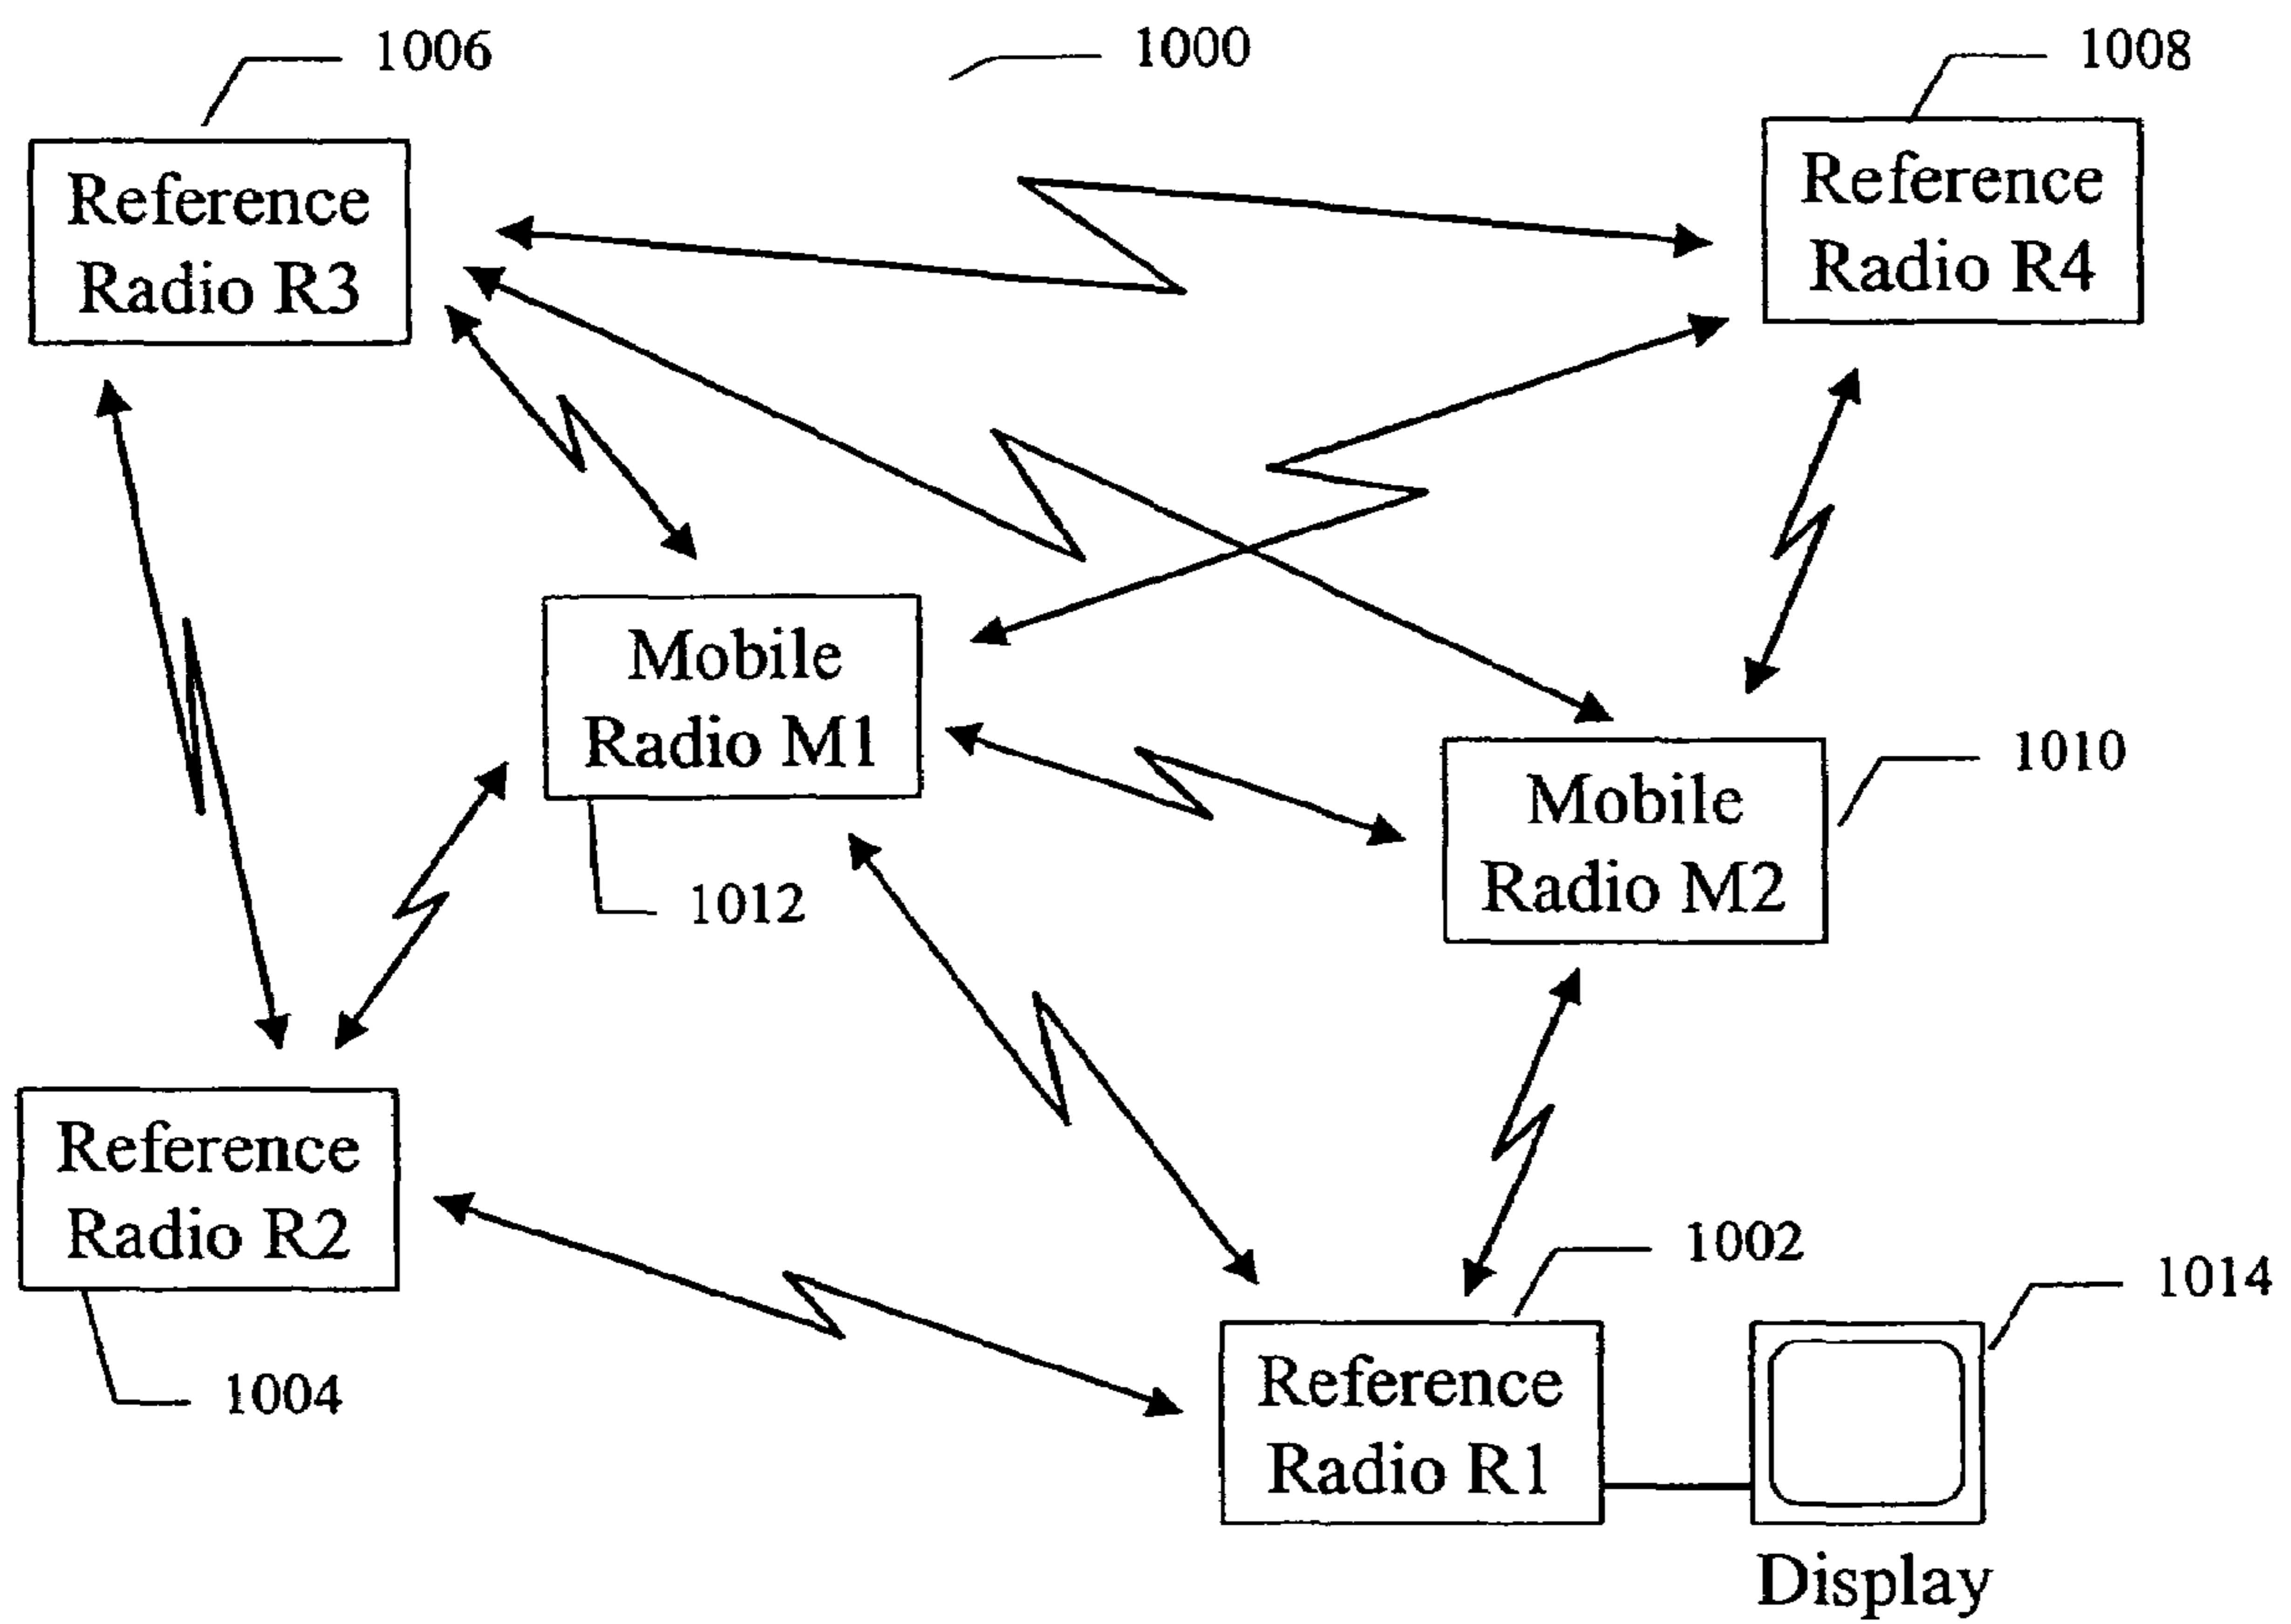 1006
1000
1008
Reference
Radio R3
Reference
Radio R4
Mobile
Radio M1
1010
Mobile
Radio M2
1012
Reference
Radio R2
1002
1014
1004
Reference
Radio R1
Display